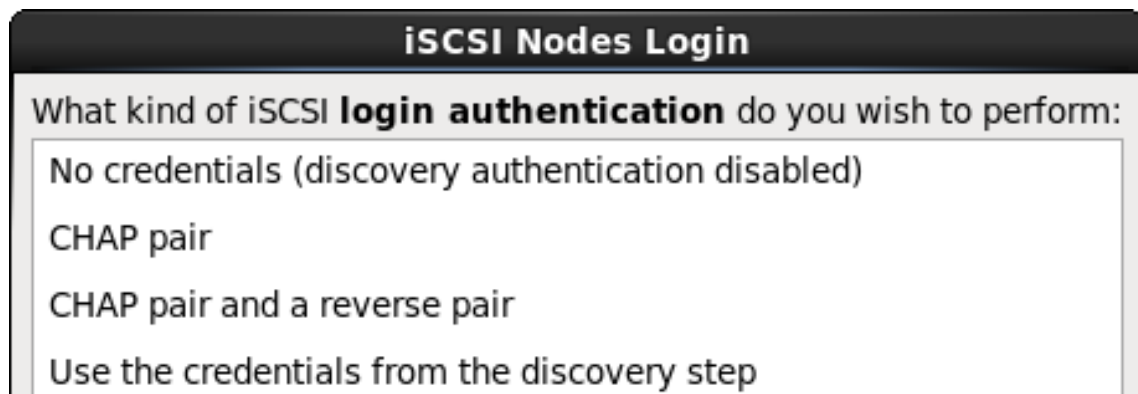 iSCSI Nodes Login
What kind of iSCSI login authentication do you wish to perform:
No credentials (discovery authentication disabled)
CHAP pair
CHAP pair and a reverse pair
Use the credentials from the discovery step